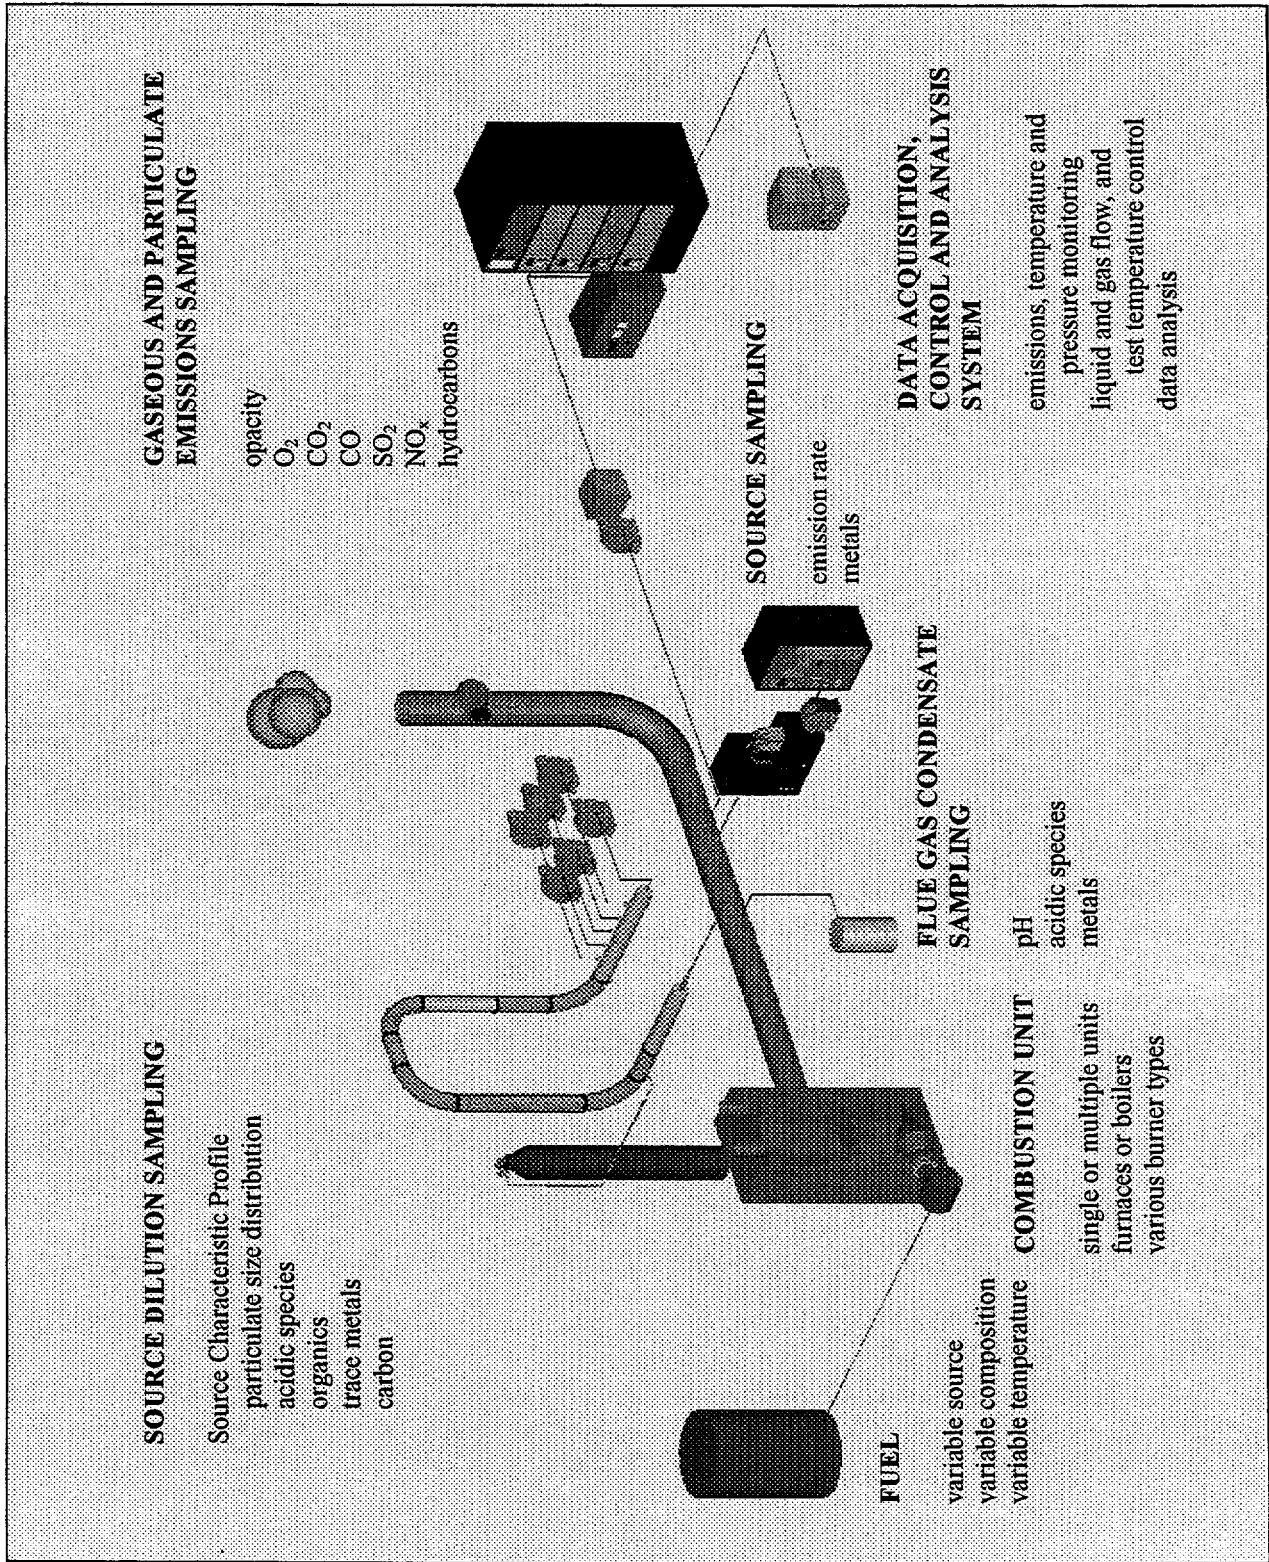 SOURCE DILUTION SAMPLING
Source Characteristic Profile
particulate size distribution
acidic species
organics
trace metals
carbon
GASEOUS AND PARTICULATE
EMISSIONS SAMPLING
opacity
O₂
CO₂
CO
SO₂
NOₓ
hydrocarbons
FUEL
variable source
variable composition
variable temperature
COMBUSTION UNIT
single or multiple units
furnaces or boilers
various burner types
FLUE GAS CONDENSATE
SAMPLING
pH
acidic species
metals
SOURCE SAMPLING
emission rate
metals
DATA ACQUISITION,
CONTROL AND ANALYSIS
SYSTEM
emissions, temperature and
pressure monitoring
liquid and gas flow, and
test temperature control
data analysis